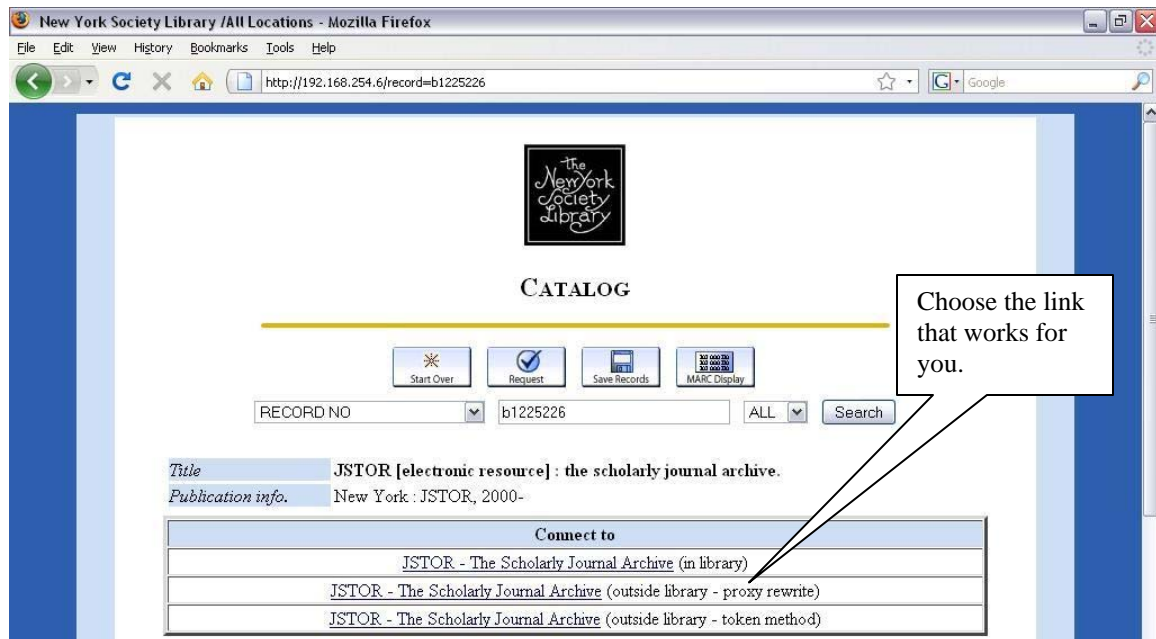 New York Society Library /All Locations - Mozilla Firefox
File Edit View History Bookmarks Tools Help
http://192.168.254.6/record=b1225226
G Google
the
New York
Society
Library
CATALOG
Choose the link
that works for
you.
Start Over Request Save Records MARC Display
RECORD NO b1225226 ALL Search
Title JSTOR [electronic resource] : the scholarly journal archive.
Publication info. New York : JSTOR, 2000-
Connect to
JSTOR - The Scholarly Journal Archive (in library)
JSTOR - The Scholarly Journal Archive (outside library - proxy rewrite)
JSTOR - The Scholarly Journal Archive (outside library - token method)